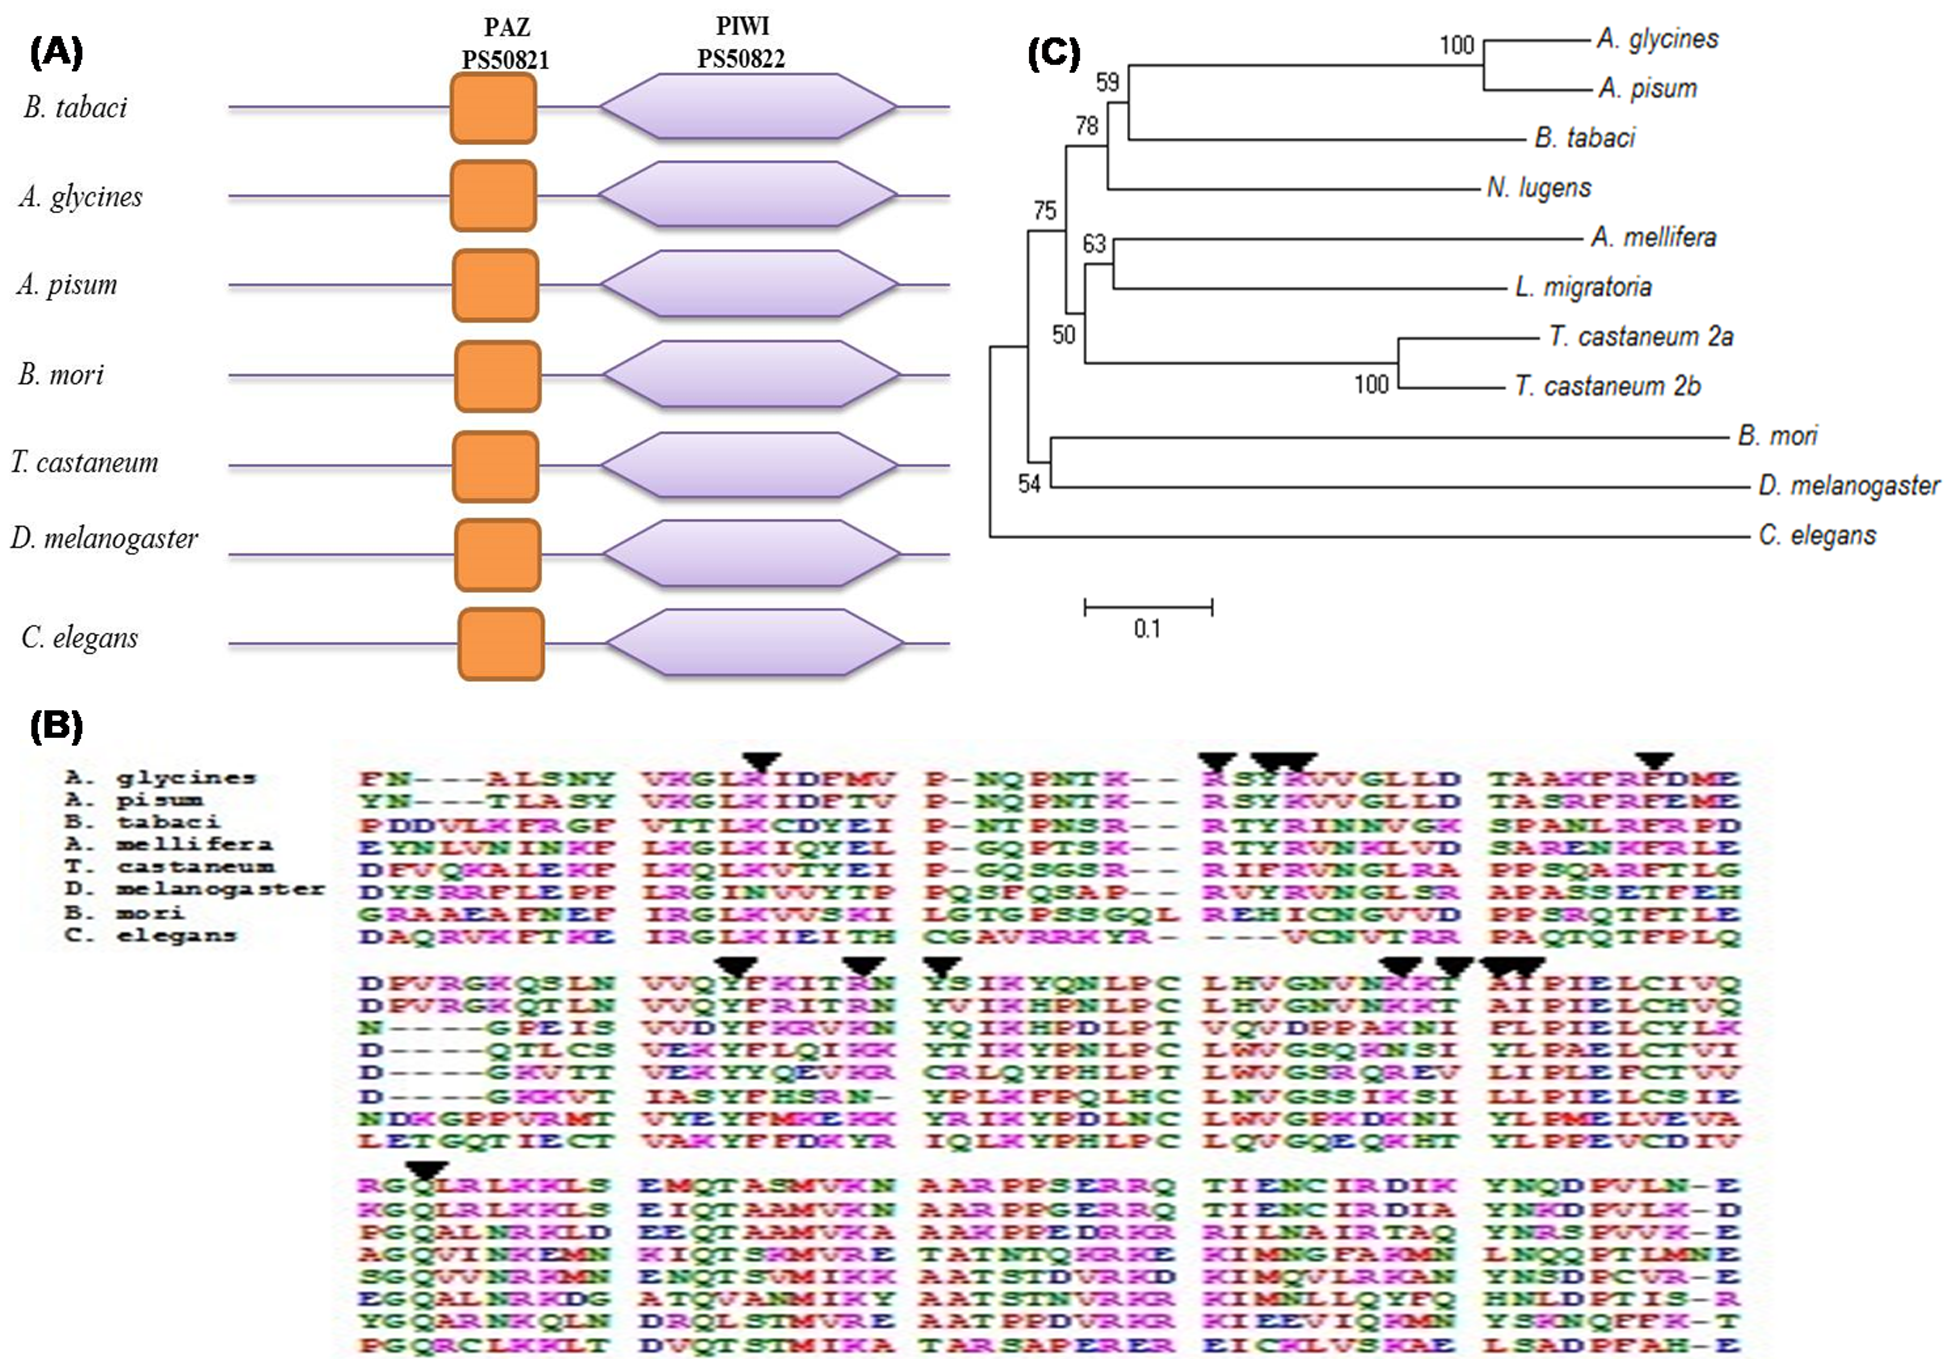 (A)
PAZ PIWI
PS50821 PS50822
B. tabaci
A. glycines
A. pisum
B. mori
T. castaneum
D. melanogaster
C. elegans
(C)
100 A. glycines
A. pisum
59
B. tabaci
78
N. lugens
75
63 A. mellifera
L. migratoria
50
T. castaneum 2a
100 T. castaneum 2b
B. mori
54 D. melanogaster
C. elegans
0.1
(B)
A. glycines FN---ALSNY VKGLKIDFMV P-NQPNTK-- RSYKVVGLLD TAAKFRFDME
A. pisum YN---TLASY VKGLKIDFTV P-NQPNTK-- RSYKVVGLLD TASRFRFEME
B. tabaci PDDVLKFRGF VTTLKCDYEI P-NTPNSR-- RTYRINNVGK SPANLRFRPD
A. mellifera EYNLVNINKF LKGLKIQYEL P-GQPTSK-- RTYRVNKLVD SARENKFRLE
T. castaneum DFVQKALEKF LKQLKVTYEI P-GQSGSR-- RIFRVNGLRA PPSQARFTLG
D. melanogaster DYSRRFLEPF LRGINVVYTP PQSFQSAP-- RVYRVNGLSR APASSETFEH
B. mori GRAAEAFNEF IRGLKVVSKI LGTGPSSGQL REHICNGVVD PPSRQTFTLE
C. elegans DAQRVKFTKE IRGLKIEITH CGAVRRKYR- ----VCNVTRR PAQTQTFPLQ
DPVRGKQSLN VVQYFKITRN YSIKYQNLPC LHVGNVNKKT AIPIELCIVQ
DPVRGKQTLN VVQYFRITRN YVIKHPNLPC LHVGNVNRKT AIPIELCHVQ
N----GPEIS VVDYFKRVKN YQIKHPDLPT VQVDPPAKNI FLPIELCYLK
D----QTLCS VEKYFLQIKK YTIKYPNLPC LWVGSQKNSI YLPAELCTVI
D----GKVTT VEKYYQEVKR CRLQYPHLPT LWVGSRQREV LIPLEFCTVV
D----GKKVT IASYFHSRN- YPLKFPQLHC LNVGSSIKSI LLPIELCSIE
NDKGPPVRMT VYEYFMKEKK YRIKYPDLNC LWVGPKDKNI YLPMELVEVA
LETGQTIECT VAKYFFDKYR IQLKYPHLPC LQVGQEQKHT YLPPEVCDIV
RGQLRLKKLS EMQTASMVKN AARPPSERRQ TIENCIRDIK YNQDPVLN-E
KGQLRLKKLS EIQTAAMVKN AARPPGERRQ TIENCIRDIA YNKDPVLK-D
PGQALNRKLD EEQTAAMVKA AAKPPEDRKR RILNAIRTAQ YNRSPVVK-E
AGQVINKEMN KIQTSKMVRE TATNTQKRKE KIMNGFAKMN LNQQPTLMNE
SGQVVNRKMN ENQTSVMIKK AATSTDVRKD KIMQVLRKAN YNSDPCVR-E
EGQALNRKDG ATQVANMIKY AATSTNVRKR KIMNLLQYFQ HNLDPTIS-R
YGQARNKQLN DRQLSTMVRE AATPPDVRKR KIEEVIQKMN YSKNQFFK-T
PGQRCLKKLT DVQTSTMIKA TARSAPERER EICKLVSKAE LSADPFAH-E